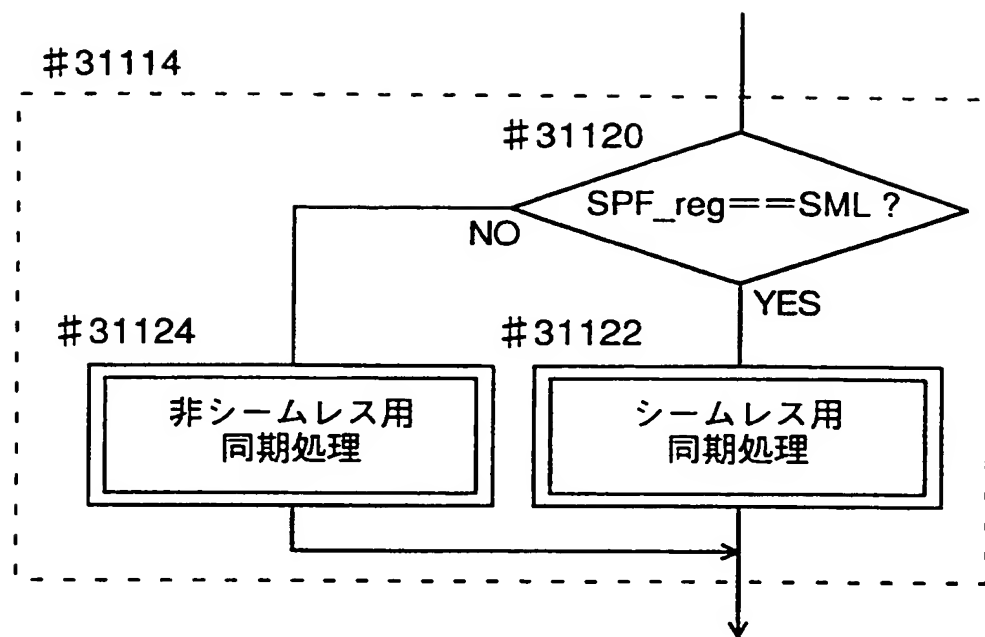 #31114
#31120
SPF_reg==SML ?
NO
YES
#31124
#31122
非シームレス用
同期処理
シームレス用
同期処理